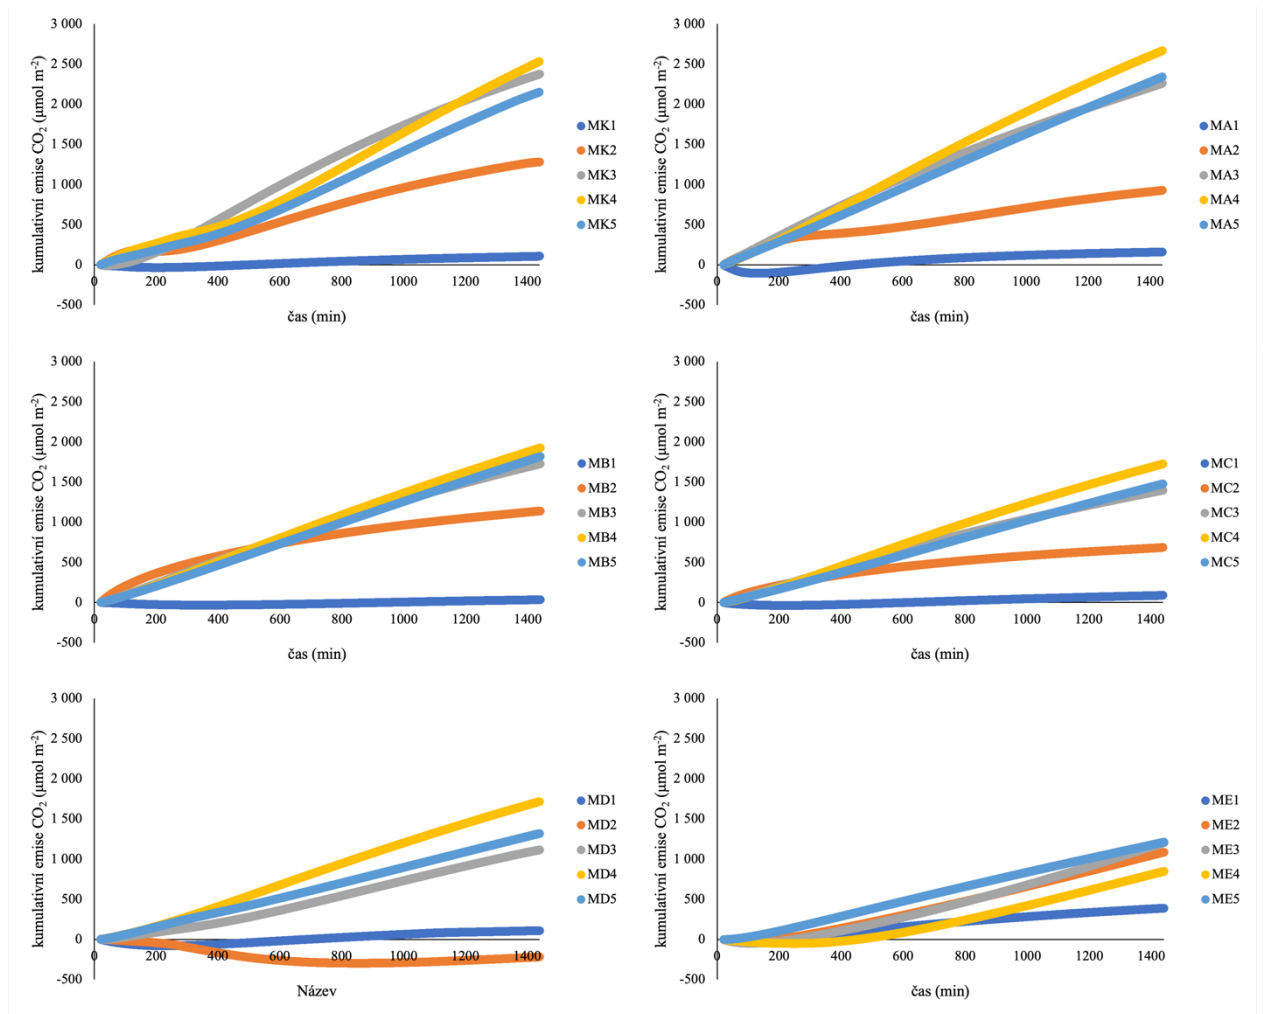 kumulativní emise CO₂ (µmol m⁻²)
3 000
2 500
2 000
1 500
1 000
500
0
-500
0 200 400 600 800 1000 1200 1400
čas (min)
MK1
MK2
MK3
MK4
MK5
kumulativní emise CO₂ (µmol m⁻²)
3 000
2 500
2 000
1 500
1 000
500
0
-500
0 200 400 600 800 1000 1200 1400
čas (min)
MA1
MA2
MA3
MA4
MA5
kumulativní emise CO₂ (µmol m⁻²)
3 000
2 500
2 000
1 500
1 000
500
0
-500
0 200 400 600 800 1000 1200 1400
čas (min)
MB1
MB2
MB3
MB4
MB5
kumulativní emise CO₂ (µmol m⁻²)
3 000
2 500
2 000
1 500
1 000
500
0
-500
0 200 400 600 800 1000 1200 1400
čas (min)
MC1
MC2
MC3
MC4
MC5
kumulativní emise CO₂ (µmol m⁻²)
3 000
2 500
2 000
1 500
1 000
500
0
-500
0 200 400 600 800 1000 1200 1400
Název
MD1
MD2
MD3
MD4
MD5
kumulativní emise CO₂ (µmol m⁻²)
3 000
2 500
2 000
1 500
1 000
500
0
-500
0 200 400 600 800 1000 1200 1400
čas (min)
ME1
ME2
ME3
ME4
ME5